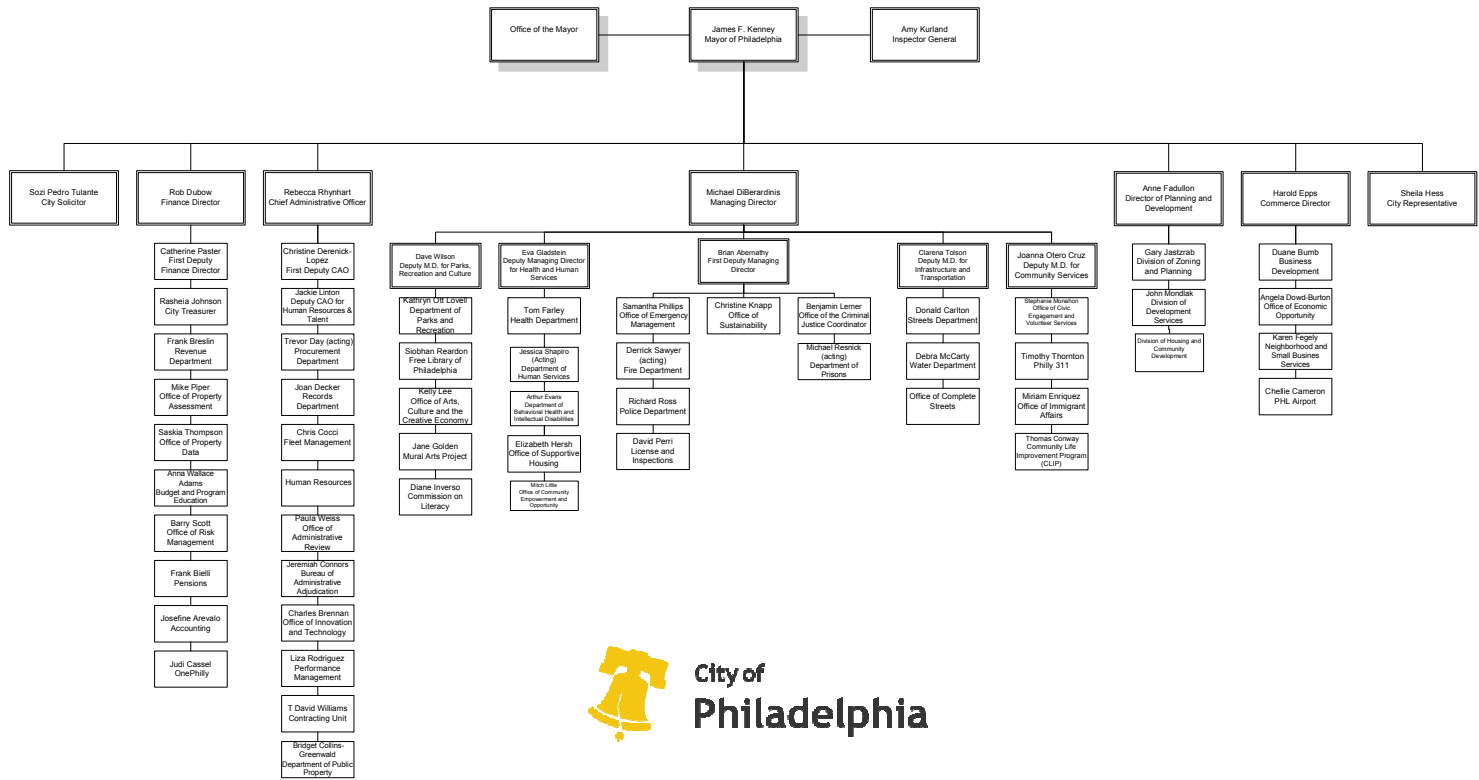 Office of the Mayor
James F. Kenney
Mayor of Philadelphia
Amy Kurland
Inspector General
Sozi Pedro Tulante
City Solicitor
Rob Dubow
Finance Director
Rebecca Rhynhart
Chief Administrative Officer
Michael DiBerardinis
Managing Director
Anne Fadullon
Director of Planning and
Development
Harold Epps
Commerce Director
Sheila Hess
City Representative
Catherine Paster
First Deputy
Finance Director
Rasheia Johnson
City Treasurer
Frank Breslin
Revenue
Department
Mike Piper
Office of Property
Assessment
Saskia Thompson
Office of Property
Data
Anna Wallace
Adams
Budget and Program
Education
Barry Scott
Office of Risk
Management
Frank Bielli
Pensions
Josefine Arevalo
Accounting
Judi Cassel
OnePhilly
Christine Derenick-
Lopez
First Deputy CAO
Jackie Linton
Deputy CAO for
Human Resources &
Talent
Trevor Day (acting)
Procurement
Department
Joan Decker
Records
Department
Chris Cocci
Fleet Management
Human Resources
Paula Weiss
Office of
Administrative
Review
Jeremiah Connors
Bureau of
Administrative
Adjudication
Charles Brennan
Office of Innovation
and Technology
Liza Rodriguez
Performance
Management
T David Williams
Contracting Unit
Bridget Collins-
Greenwald
Department of Public
Property
Dave Wilson
Deputy M.D. for Parks,
Recreation and Culture
Kathryn Ott Lovell
Department of
Parks and
Recreation
Siobhan Reardon
Free Library of
Philadelphia
Kelly Lee
Office of Arts,
Culture and the
Creative Economy
Jane Golden
Mural Arts Project
Diane Inverso
Commission on
Literacy
Eva Gladstein
Deputy Managing Director
for Health and Human
Services
Tom Farley
Health Department
Jessica Shapiro
(Acting)
Department of
Human Services
Arthur Evans
Department of
Behavioral Health and
Intellectual Disabilities
Elizabeth Hersh
Office of Supportive
Housing
Mitch Little
Office of Community
Empowerment and
Opportunity
Brian Abernathy
First Deputy Managing
Director
Samantha Phillips
Office of Emergency
Management
Derrick Sawyer
(acting)
Fire Department
Richard Ross
Police Department
David Perri
License and
Inspections
Christine Knapp
Office of
Sustainability
Benjamin Lerner
Office of the Criminal
Justice Coordinator
Michael Resnick
(acting)
Department of
Prisons
Clarena Tolson
Deputy M.D. for
Infrastructure and
Transportation
Donald Carlton
Streets Department
Debra McCarty
Water Department
Office of Complete
Streets
Joanna Otero Cruz
Deputy M.D. for
Community Services
Stephanie Monahon
Office of Civic
Engagement and
Volunteer Services
Timothy Thornton
Philly 311
Miriam Enriquez
Office of Immigrant
Affairs
Thomas Conway
Community Life
Improvement Program
(CLIP)
Gary Jastzrab
Division of Zoning
and Planning
John Mondlak
Division of
Development
Services
Division of Housing and
Community
Development
Duane Bumb
Business
Development
Angela Dowd-Burton
Office of Economic
Opportunity
Karen Fegely
Neighborhood and
Small Business
Services
Chellie Cameron
PHL Airport
City of
Philadelphia